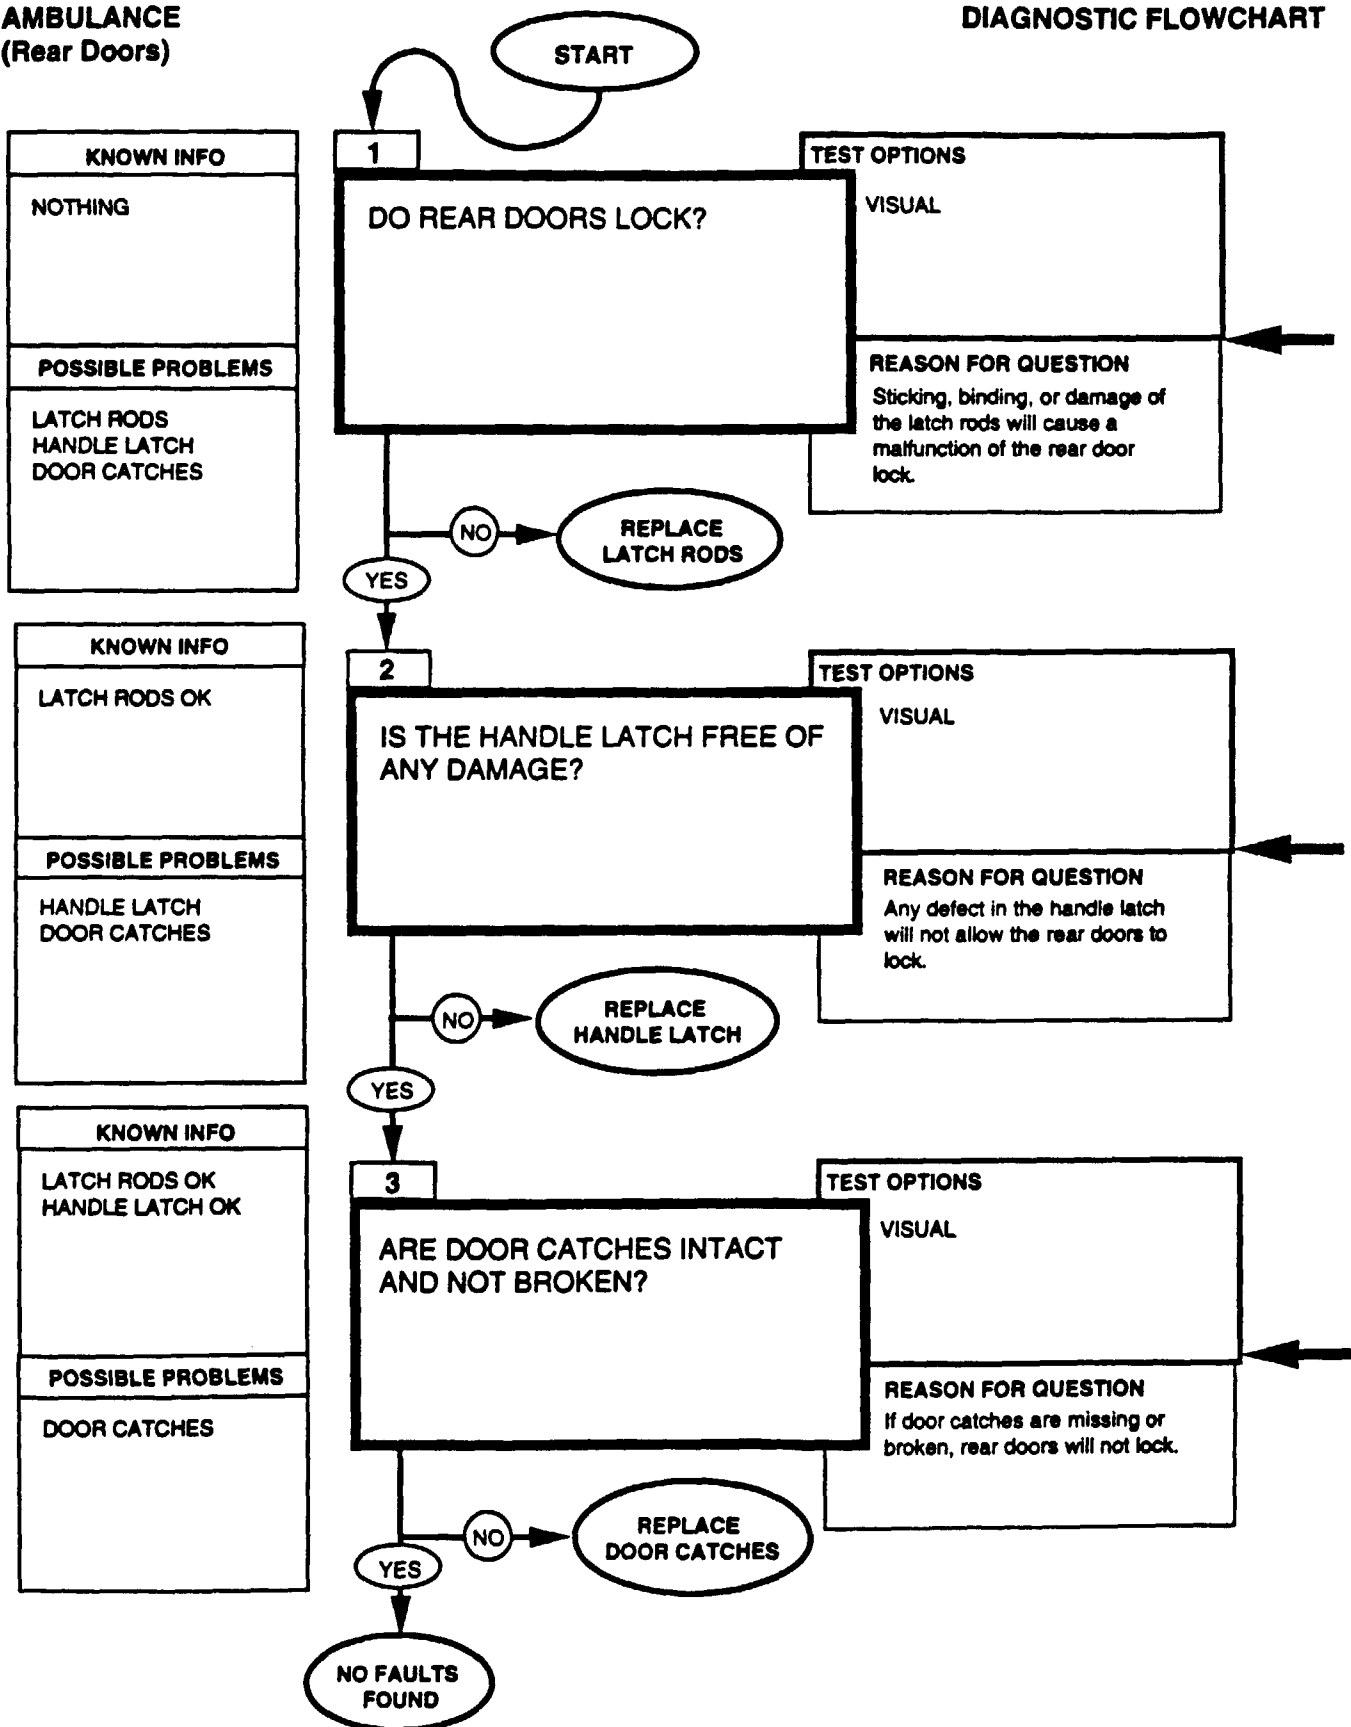 AMBULANCE
(Rear Doors)
DIAGNOSTIC FLOWCHART
START
KNOWN INFO
NOTHING
POSSIBLE PROBLEMS
LATCH RODS
HANDLE LATCH
DOOR CATCHES
1
DO REAR DOORS LOCK?
TEST OPTIONS
VISUAL
REASON FOR QUESTION
Sticking, binding, or damage of
the latch rods will cause a
malfunction of the rear door
lock.
NO
REPLACE
LATCH RODS
YES
KNOWN INFO
LATCH RODS OK
POSSIBLE PROBLEMS
HANDLE LATCH
DOOR CATCHES
2
IS THE HANDLE LATCH FREE OF
ANY DAMAGE?
TEST OPTIONS
VISUAL
REASON FOR QUESTION
Any defect in the handle latch
will not allow the rear doors to
lock.
NO
REPLACE
HANDLE LATCH
YES
KNOWN INFO
LATCH RODS OK
HANDLE LATCH OK
POSSIBLE PROBLEMS
DOOR CATCHES
3
ARE DOOR CATCHES INTACT
AND NOT BROKEN?
TEST OPTIONS
VISUAL
REASON FOR QUESTION
If door catches are missing or
broken, rear doors will not lock.
NO
REPLACE
DOOR CATCHES
YES
NO FAULTS
FOUND